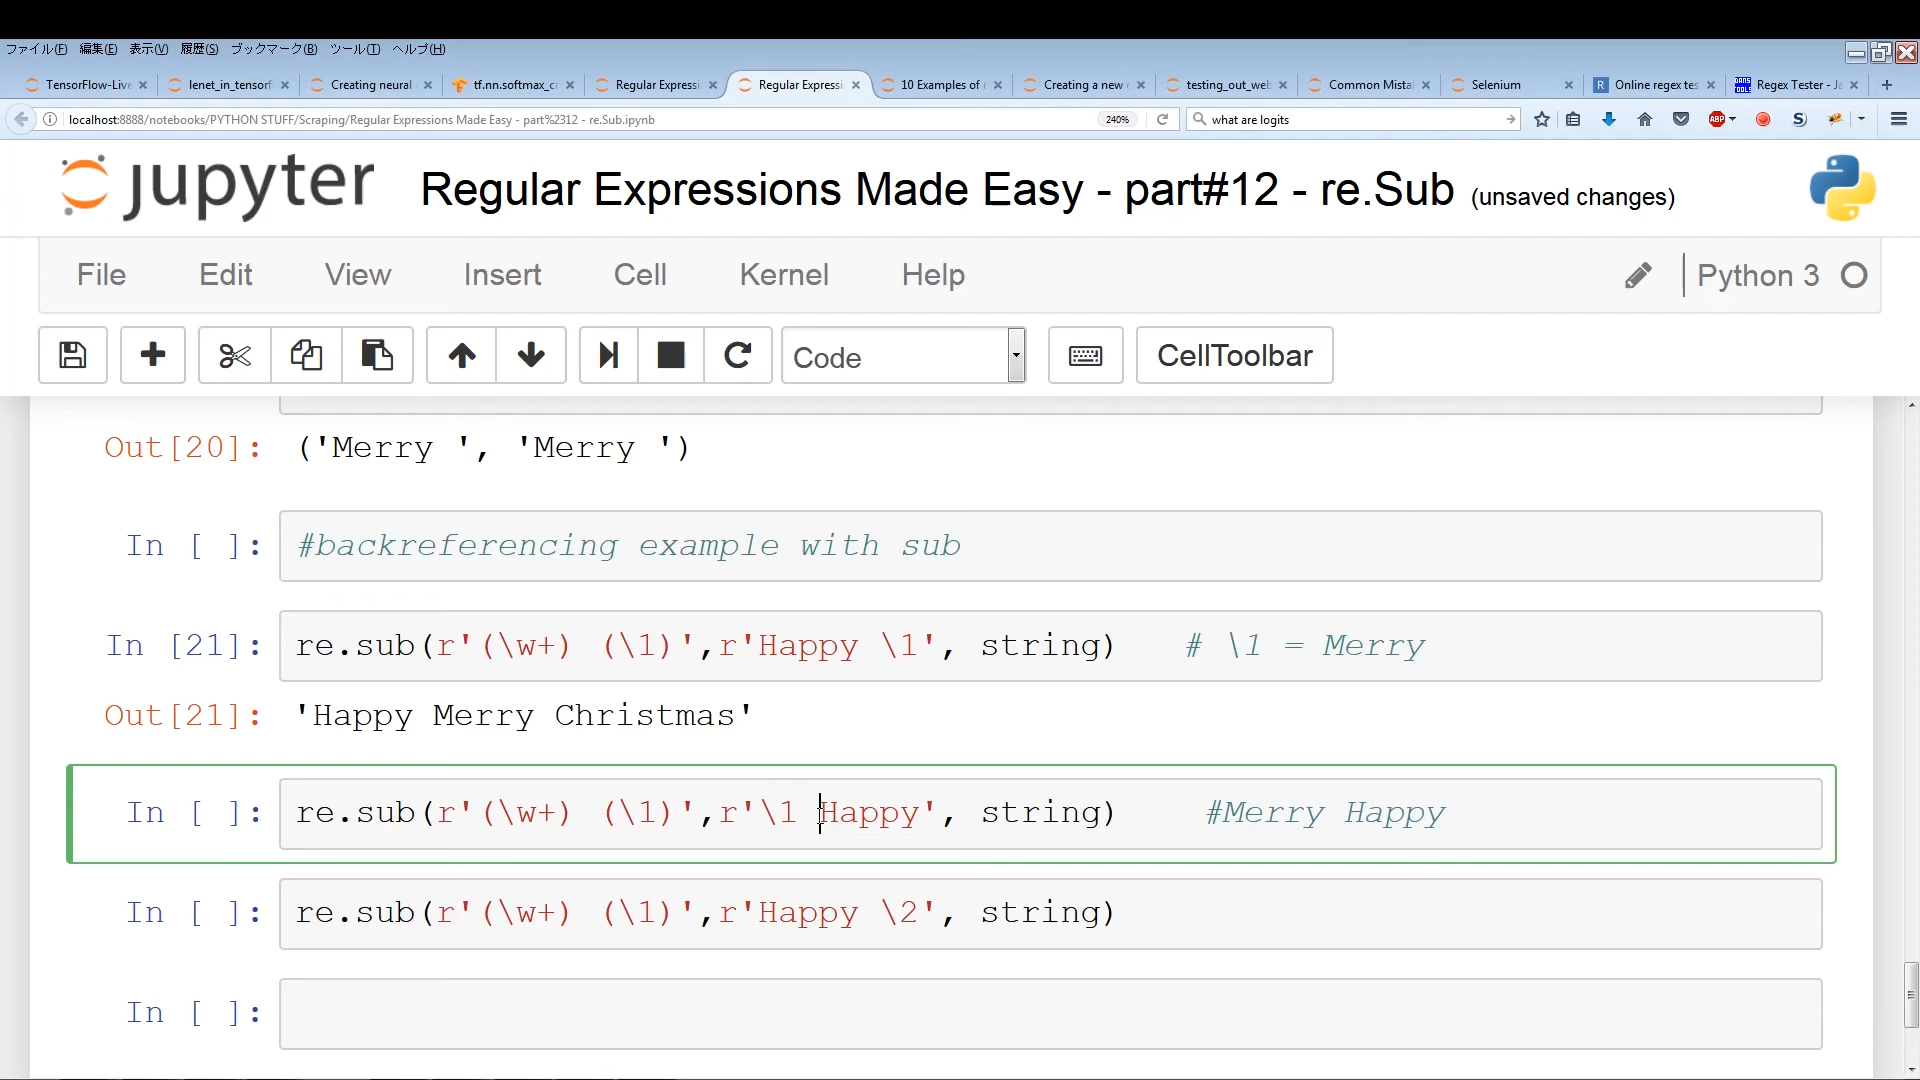 ファイル(F) 編集(E) 表示(V) 履歴(S) ブックマーク(B) ツール(T) ヘルプ(H)
TensorFlow-Live lenet_in_tensorf Creating neural tf.nn.softmax_cr Regular Expressi Regular Expressi 10 Examples of Creating a new testing_out_web Common Mista Selenium Online regex tes Regex Tester - Ja
localhost:8888/notebooks/PYTHON STUFF/Scraping/Regular Expressions Made Easy - part%2312 - re.Sub.ipynb 240% what are logits ABP S
jupyter Regular Expressions Made Easy - part#12 - re.Sub (unsaved changes)
File Edit View Insert Cell Kernel Help Python 3
Code CellToolbar
Out[20]: ('Merry ', 'Merry ')
In [ ]: #backreferencing example with sub
In [21]: re.sub(r'(\w+) (\1)',r'Happy \1', string) # \1 = Merry
Out[21]: 'Happy Merry Christmas'
In [ ]: re.sub(r'(\w+) (\1)',r'\1 Happy', string) #Merry Happy
In [ ]: re.sub(r'(\w+) (\1)',r'Happy \2', string)
In [ ]: